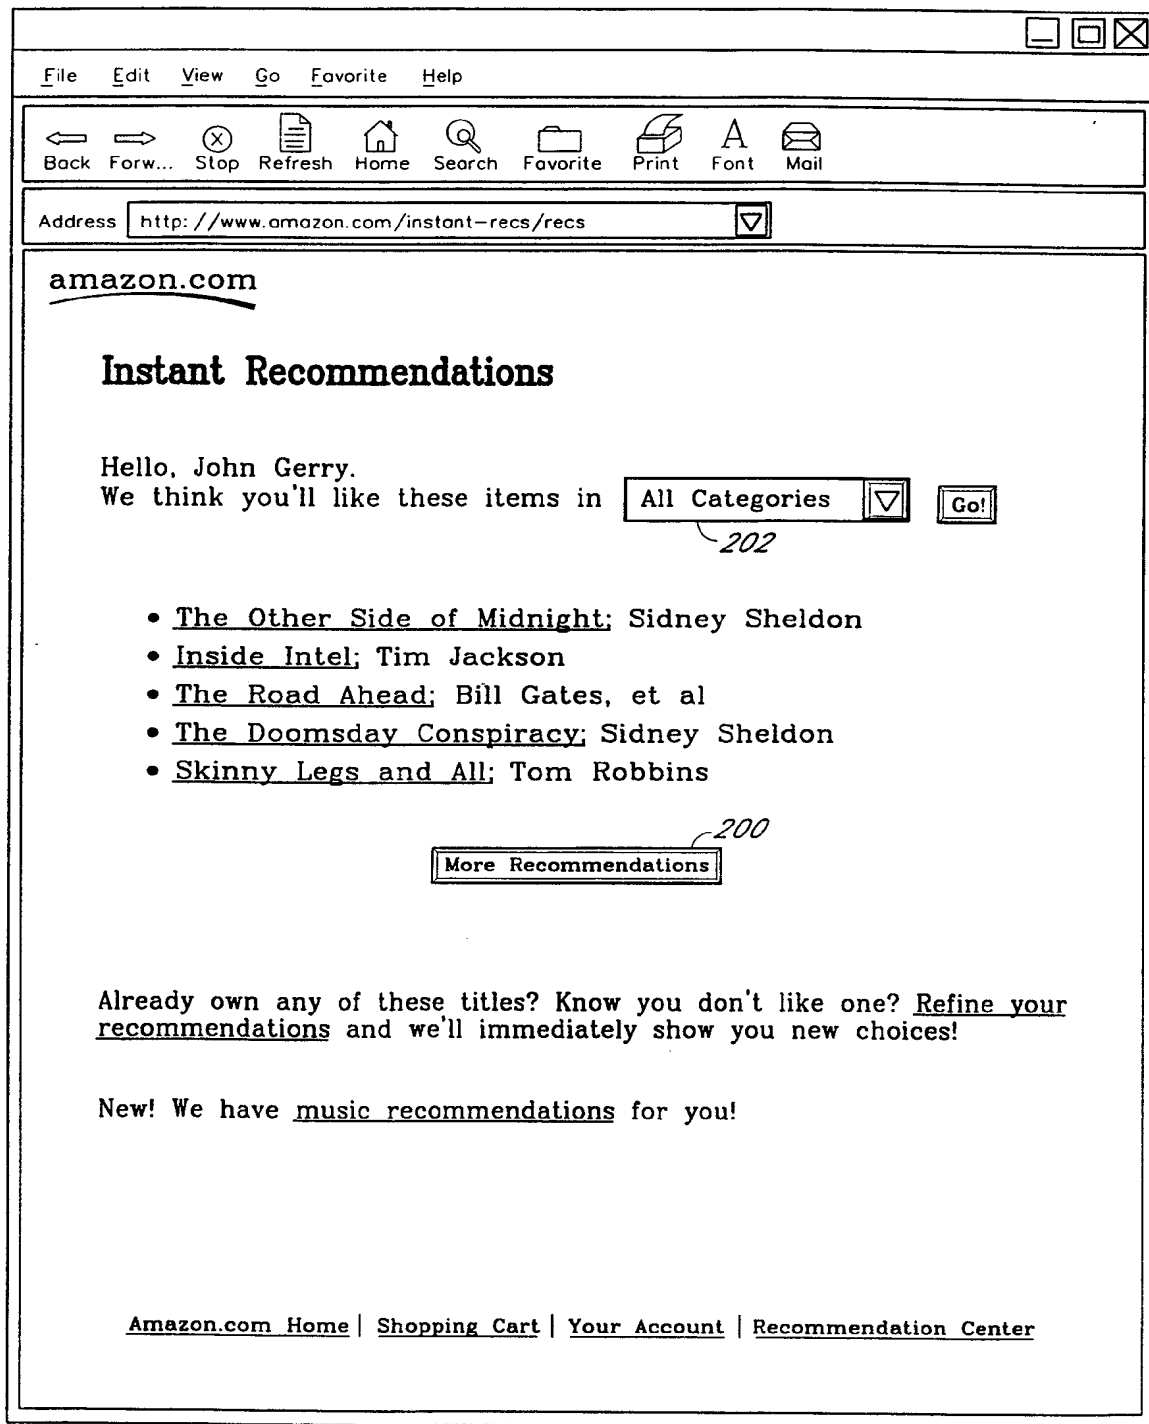 File Edit View Go Favorite Help
Back Forw... Stop Refresh Home Search Favorite Print Font Mail
Address http://www.amazon.com/instant-recs/recs
amazon.com
Instant Recommendations
Hello, John Gerry.
We think you'll like these items in All Categories Go!
202
• The Other Side of Midnight; Sidney Sheldon
• Inside Intel; Tim Jackson
• The Road Ahead; Bill Gates, et al
• The Doomsday Conspiracy; Sidney Sheldon
• Skinny Legs and All; Tom Robbins
200
More Recommendations
Already own any of these titles? Know you don't like one? Refine your
recommendations and we'll immediately show you new choices!
New! We have music recommendations for you!
Amazon.com Home | Shopping Cart | Your Account | Recommendation Center